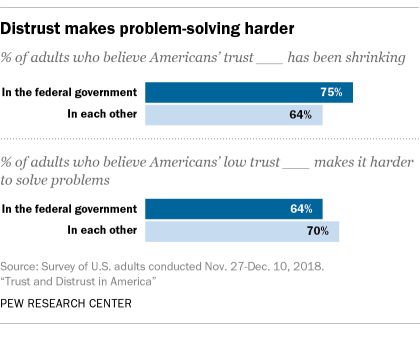 Distrust makes problem-solving harder
% of adults who believe Americans' trust ___ has been shrinking
In the federal government 75%
In each other 64%
% of adults who believe Americans' low trust ___ makes it harder
to solve problems
In the federal government 64%
In each other 70%
Source: Survey of U.S. adults conducted Nov. 27-Dec. 10, 2018.
“Trust and Distrust in America”
PEW RESEARCH CENTER